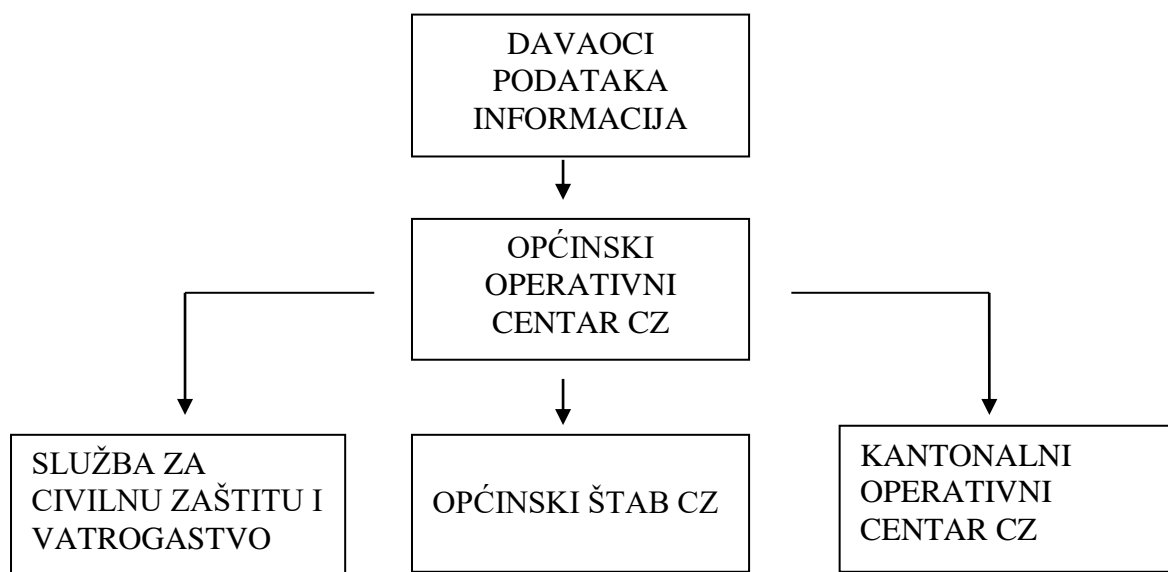 DAVAOCI
PODATAKA
INFORMACIJA
OPĆINSKI
OPERATIVNI
CENTAR CZ
SLUŽBA ZA
CIVILNU ZAŠTITU I
VATROGASTVO
OPĆINSKI ŠTAB CZ
KANTONALNI
OPERATIVNI
CENTAR CZ